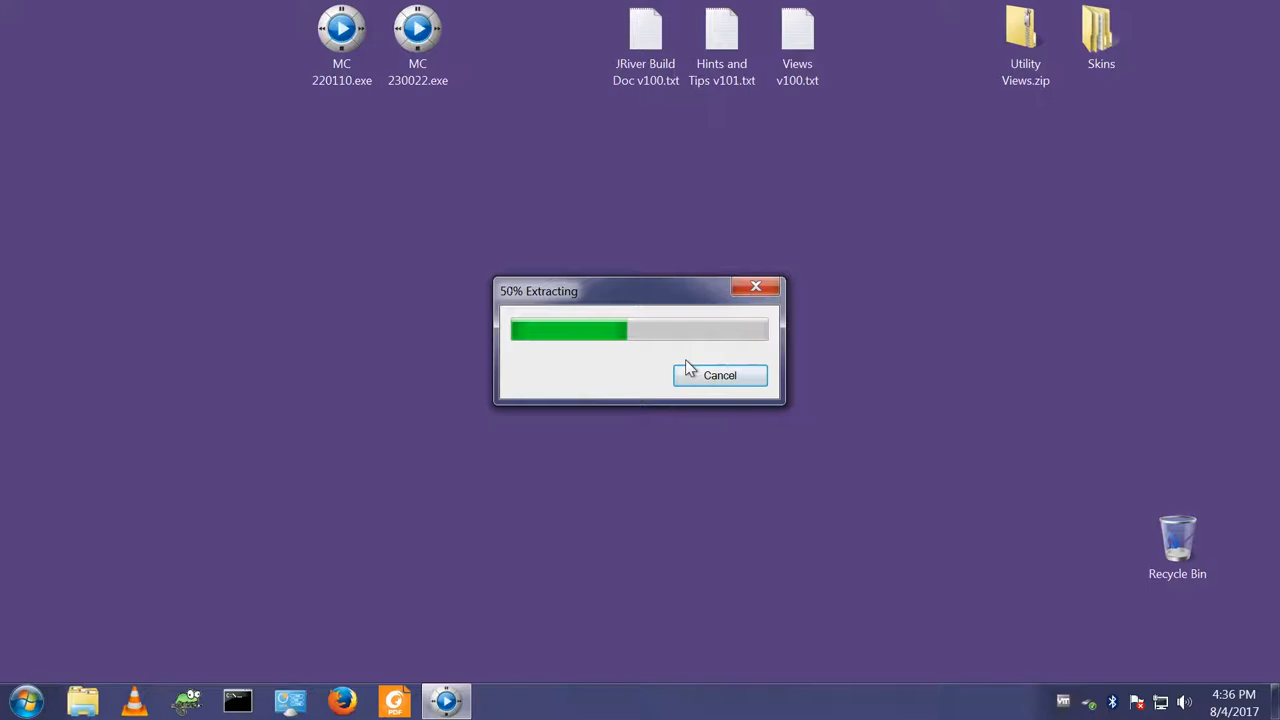 MC
220110.exe
MC
230022.exe
JRiver Build
Doc v100.txt
Hints and
Tips v101.txt
Views
v100.txt
Utility
Views.zip
Skins
50% Extracting
Cancel
Recycle Bin
PDF
4:36 PM
8/4/2017